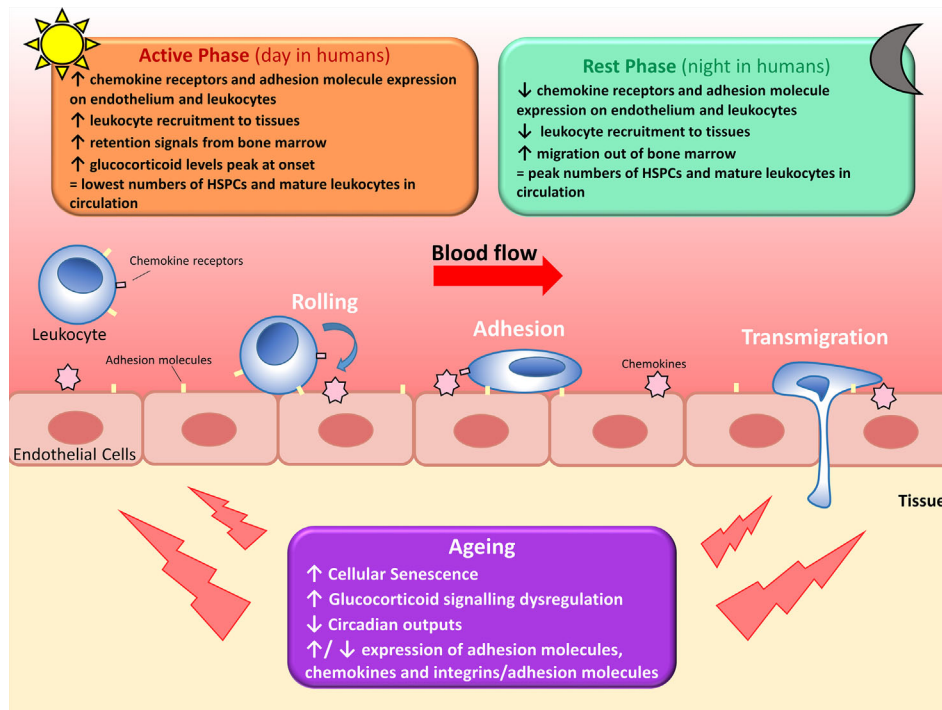 Active Phase (day in humans)
↑ chemokine receptors and adhesion molecule expression
on endothelium and leukocytes
↑ leukocyte recruitment to tissues
↑ retention signals from bone marrow
↑ glucocorticoid levels peak at onset
= lowest numbers of HSPCs and mature leukocytes in
circulation
Rest Phase (night in humans)
↓ chemokine receptors and adhesion molecule
expression on endothelium and leukocytes
↓ leukocyte recruitment to tissues
↑ migration out of bone marrow
= peak numbers of HSPCs and mature leukocytes in
circulation
Blood flow
Chemokine receptors
Leukocyte
Rolling
Adhesion
Transmigration
Adhesion molecules
Chemokines
Endothelial Cells
Tissue
Ageing
↑ Cellular Senescence
↑ Glucocorticoid signalling dysregulation
↓ Circadian outputs
↑/ ↓ expression of adhesion molecules,
chemokines and integrins/adhesion molecules